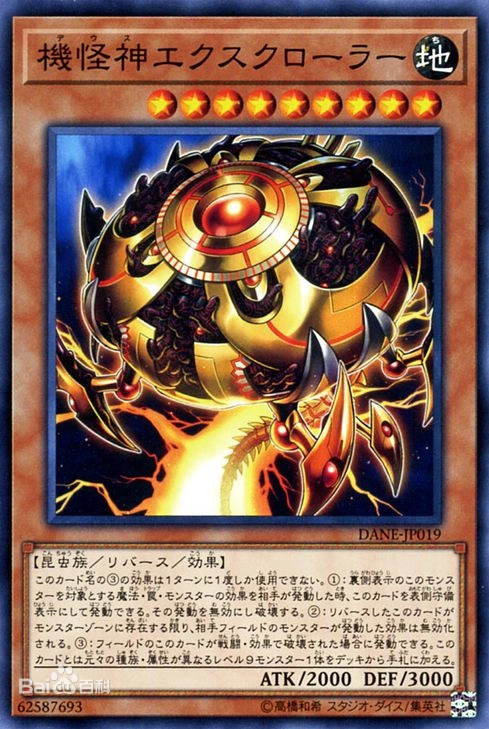 機怪神エクスクローラー
デウス
地
ち
DANE-JP019
【昆虫族／リバース／効果】
このカード名の③の効果は１ターンに１度しか使用できない。①：裏側表示のこのモンス
ターを対象とする魔法・罠・モンスターの効果を相手が発動した時、このカードを表側守備
表示にして発動できる。その発動を無効にし破壊する。②：リバースしたこのカードが
モンスターゾーンに存在する限り、相手フィールドのモンスターが発動した効果は無効化
される。③：フィールドのこのカードが戦闘・効果で破壊された場合に発動できる。この
カードとは元々の種族・属性が異なるレベル９モンスター１体をデッキから手札に加える。
ATK/2000 DEF/3000
Bai百科
62587693
©高橋和希 スタジオ・ダイス/集英社